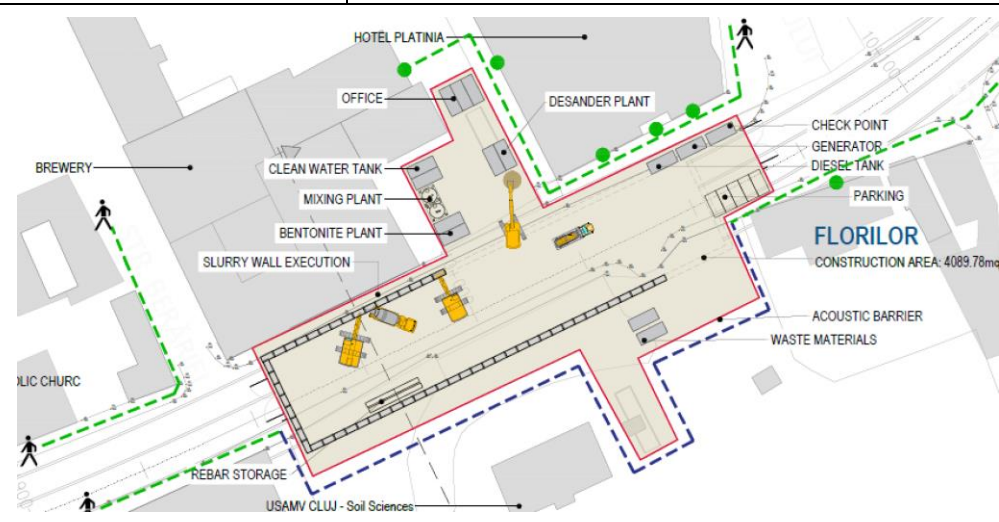 HOTEL PLATINIA
OFFICE
DESANDER PLANT
CHECK POINT
GENERATOR
DIESEL TANK
BREWERY
CLEAN WATER TANK
MIXING PLANT
PARKING
BENTONITE PLANT
FLORILOR
SLURRY WALL EXECUTION
CONSTRUCTION AREA: 4089.78mq
ACOUSTIC BARRIER
WASTE MATERIALS
OLIC CHURC
REBAR STORAGE
USAMV CLUJ - Soil Sciences